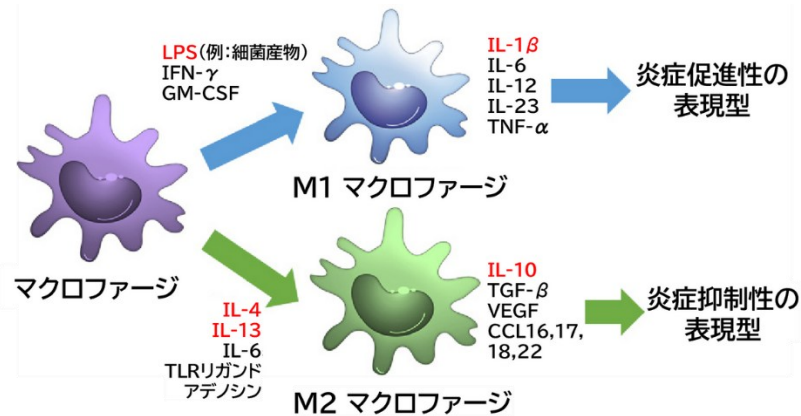 LPS(例：細菌産物)
IFN-γ
GM-CSF
IL-1β
IL-6
IL-12
IL-23
TNF-α
炎症促進性の
表現型
M1 マクロファージ
マクロファージ
IL-4
IL-13
IL-6
TLRリガンド
アデノシン
IL-10
TGF-β
VEGF
CCL16,17,
18,22
炎症抑制性の
表現型
M2 マクロファージ